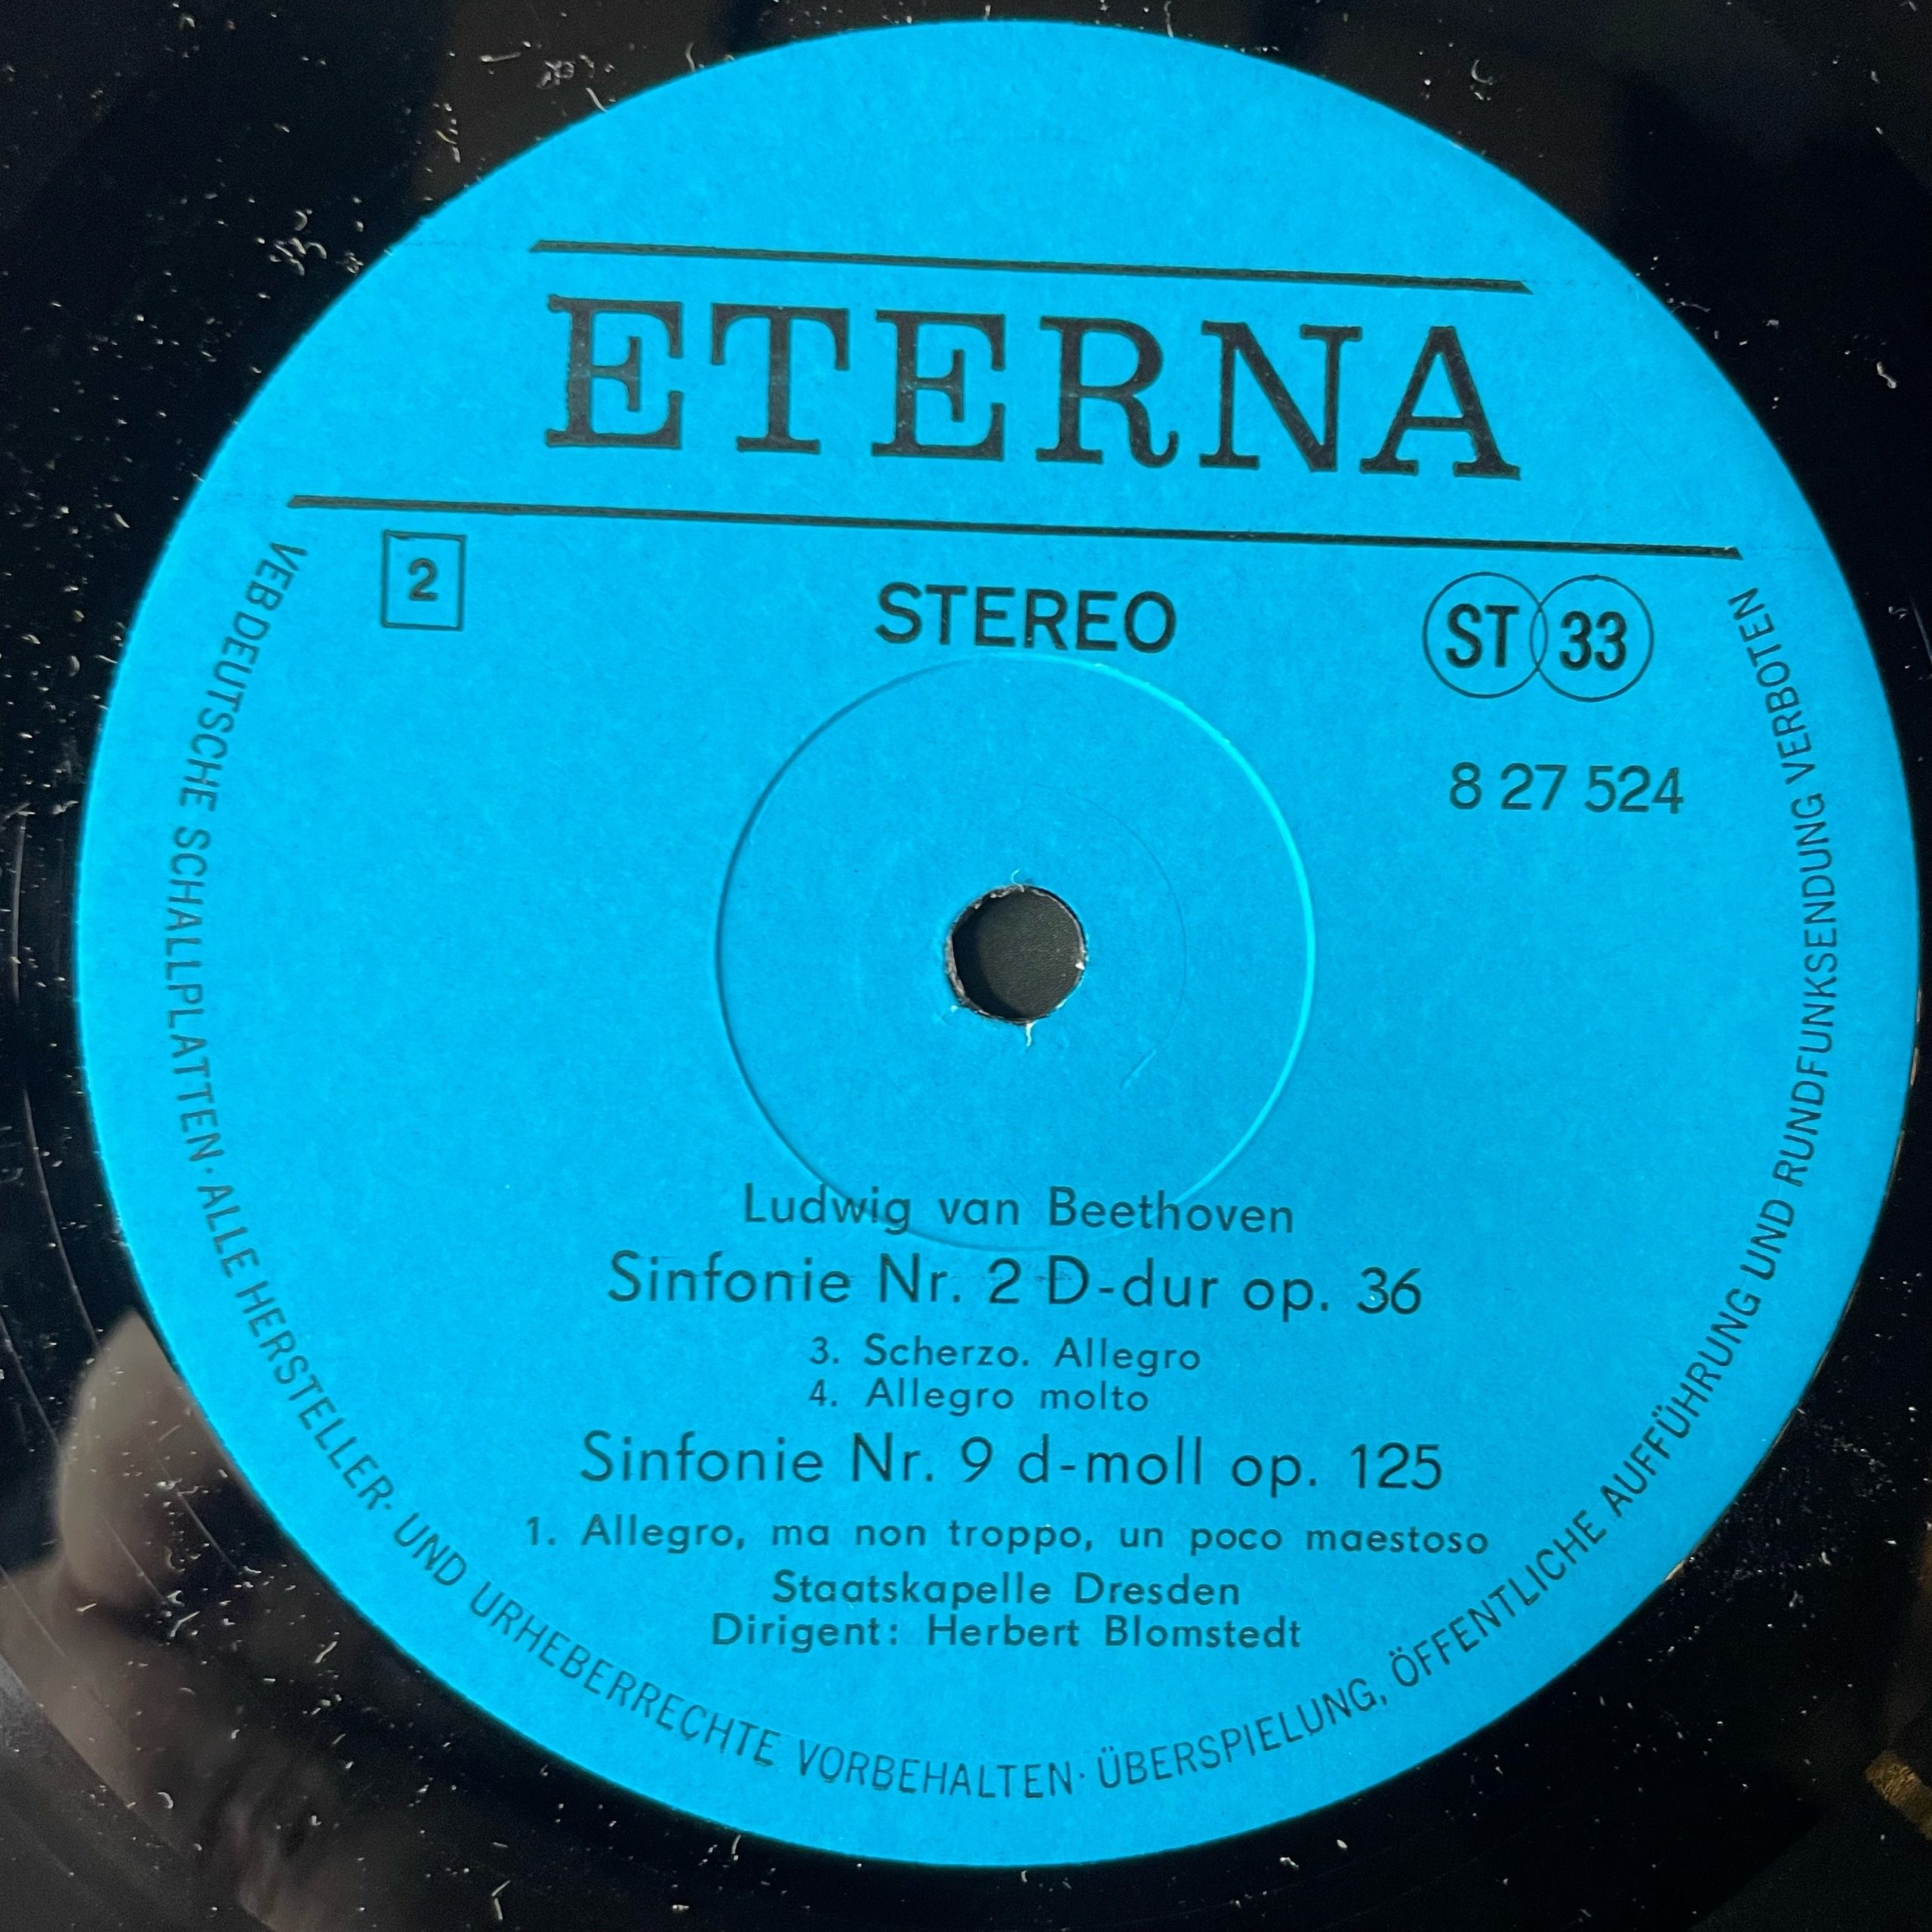 ETERNA
2
STEREO
ST 33
8 27 524
Ludwig van Beethoven
Sinfonie Nr. 2 D-dur op. 36
3. Scherzo. Allegro
4. Allegro molto
Sinfonie Nr. 9 d-moll op. 125
1. Allegro, ma non troppo, un poco maestoso
Staatskapelle Dresden
Dirigent: Herbert Blomstedt
VEB DEUTSCHE SCHALLPLATTEN · ALLE HERSTELLER- UND URHEBERRECHTE VORBEHALTEN · ÜBERSPIELUNG, ÖFFENTLICHE AUFFÜHRUNG UND RUNDFUNKSENDUNG VERBOTEN